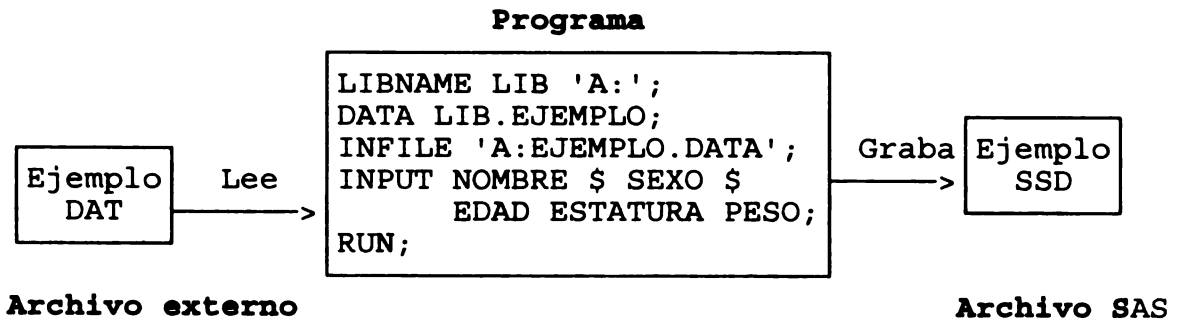 Programa
Ejemplo
DAT
Lee
LIBNAME LIB 'A:';
DATA LIB.EJEMPLO;
INFILE 'A:EJEMPLO.DATA';
INPUT NOMBRE $ SEXO $
EDAD ESTATURA PESO;
RUN;
Graba
Ejemplo
SSD
Archivo externo
Archivo SAS